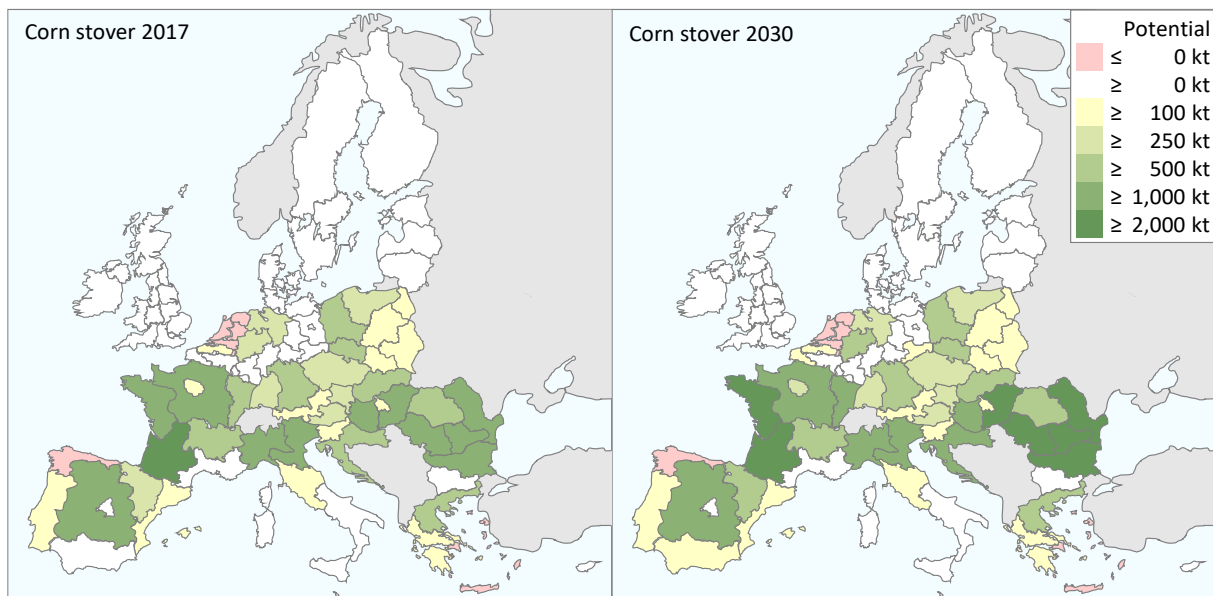 Corn stover 2017
Corn stover 2030
Potential
≤ 0 kt
≥ 0 kt
≥ 100 kt
≥ 250 kt
≥ 500 kt
≥ 1,000 kt
≥ 2,000 kt